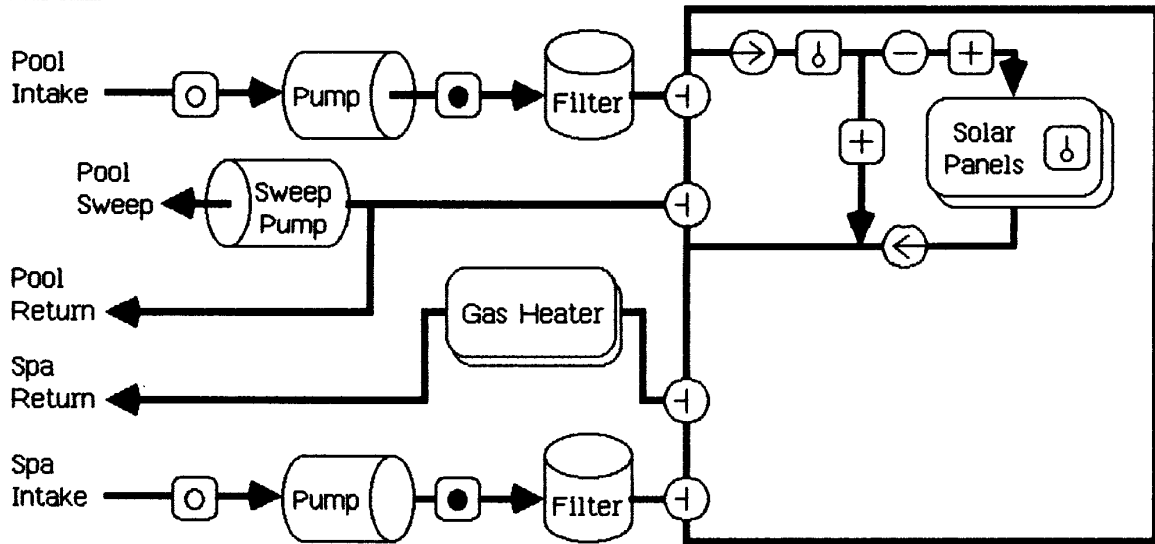 Pool
Intake
Pump
Filter
Solar
Panels
Pool
Sweep
Sweep
Pump
Pool
Return
Gas Heater
Spa
Return
Spa
Intake
Pump
Filter